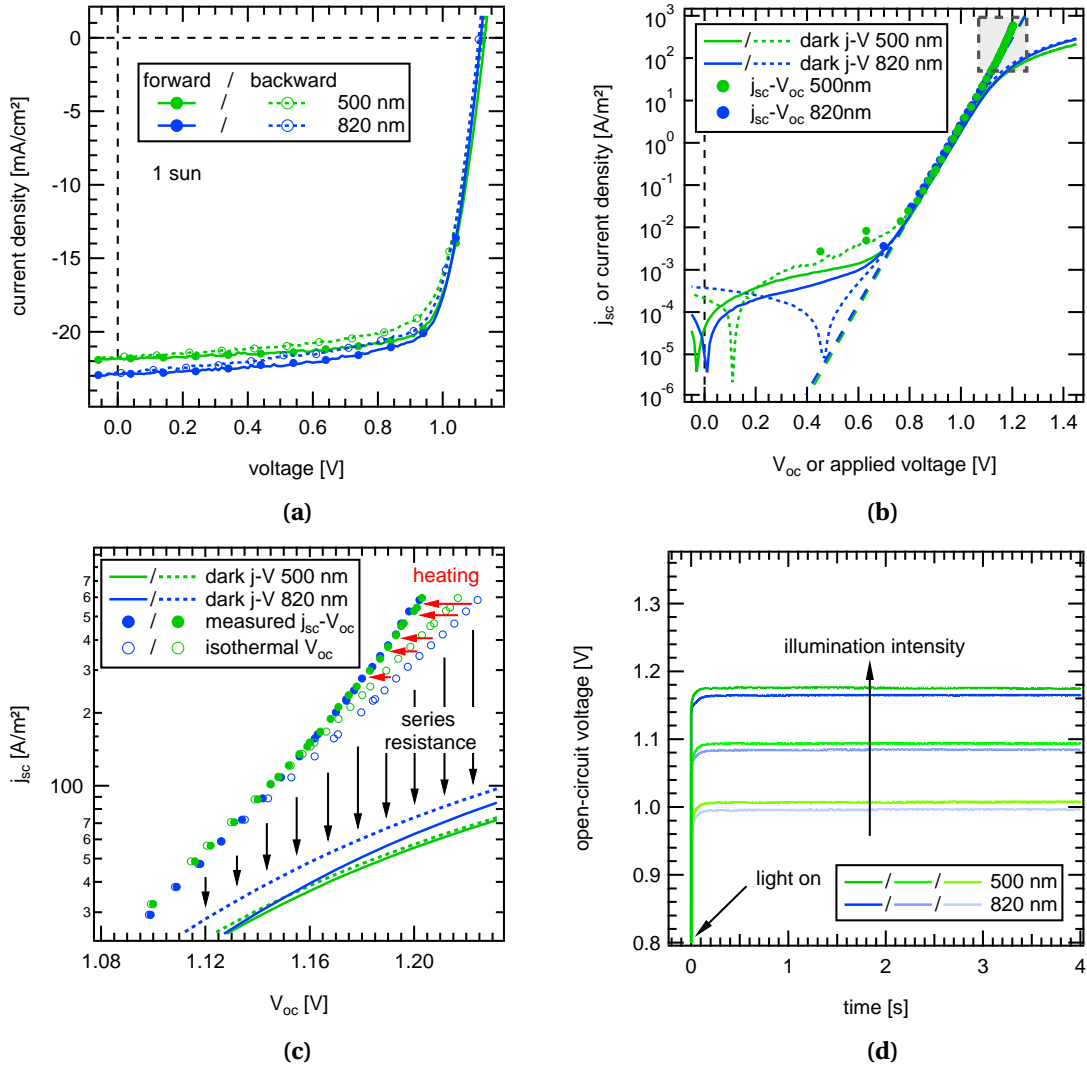 0
-5
-10
-15
-20
current density [mA/cm²]
forward / backward
/ 500 nm
/ 820 nm
1 sun
0.0 0.2 0.4 0.6 0.8 1.0
voltage [V]
(a)
10³
10²
10¹
10⁰
10⁻¹
10⁻²
10⁻³
10⁻⁴
10⁻⁵
10⁻⁶
jsc or current density [A/m²]
/ dark j-V 500 nm
/ dark j-V 820 nm
jsc-Voc 500nm
jsc-Voc 820nm
0.0 0.2 0.4 0.6 0.8 1.0 1.2 1.4
Voc or applied voltage [V]
(b)
6
5
4
3
2
100
7
6
5
4
3
jsc [A/m²]
/ dark j-V 500 nm
/ dark j-V 820 nm
/ measured jsc-Voc
/ isothermal Voc
heating
series
resistance
1.08 1.12 1.16 1.20
Voc [V]
(c)
1.3
1.2
1.1
1.0
0.9
0.8
open-circuit voltage [V]
illumination intensity
light on
/ / 500 nm
/ / 820 nm
0 1 2 3 4
time [s]
(d)